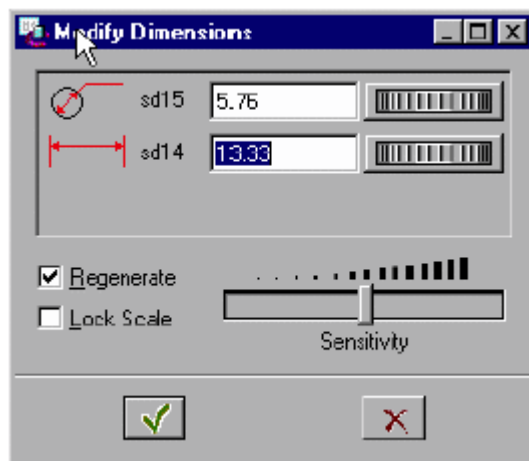 Modify Dimensions
sd15 5.76
sd14 13.33
Regenerate
Lock Scale
Sensitivity